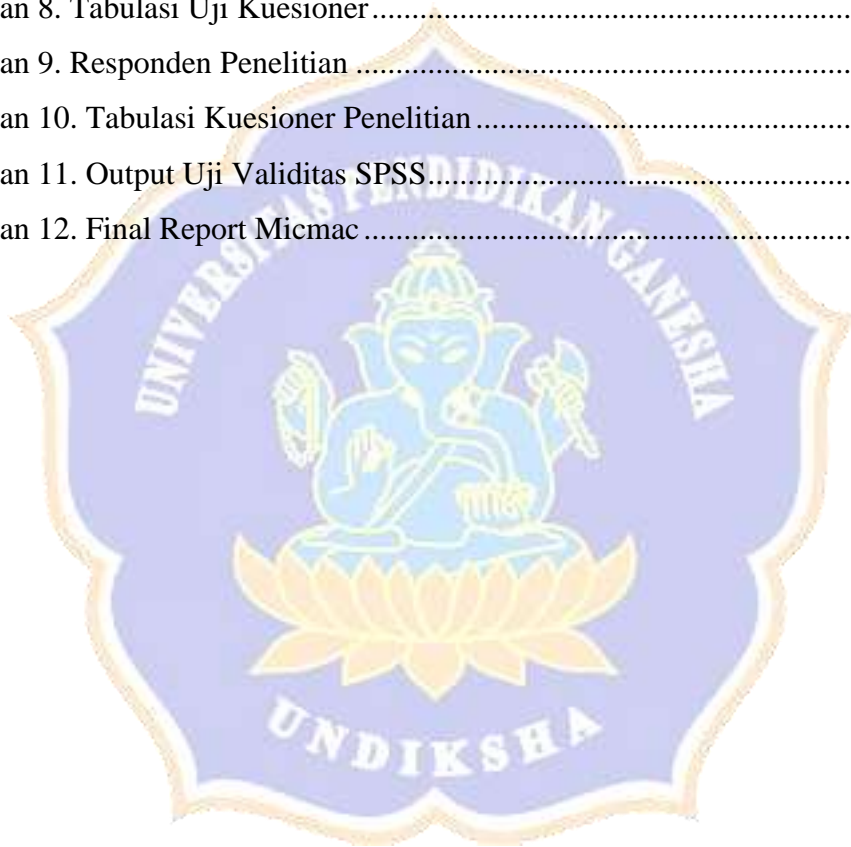 an 8. Tabulasi Uji Kuesioner................................................................
an 9. Responden Penelitian ................................................................
an 10. Tabulasi Kuesioner Penelitian................................................
an 11. Output Uji Validitas SPSS......................................................
an 12. Final Report Micmac..............................................................
UNIVERSITAS PENDIDIKAN GANESHA
UNDIKSHA